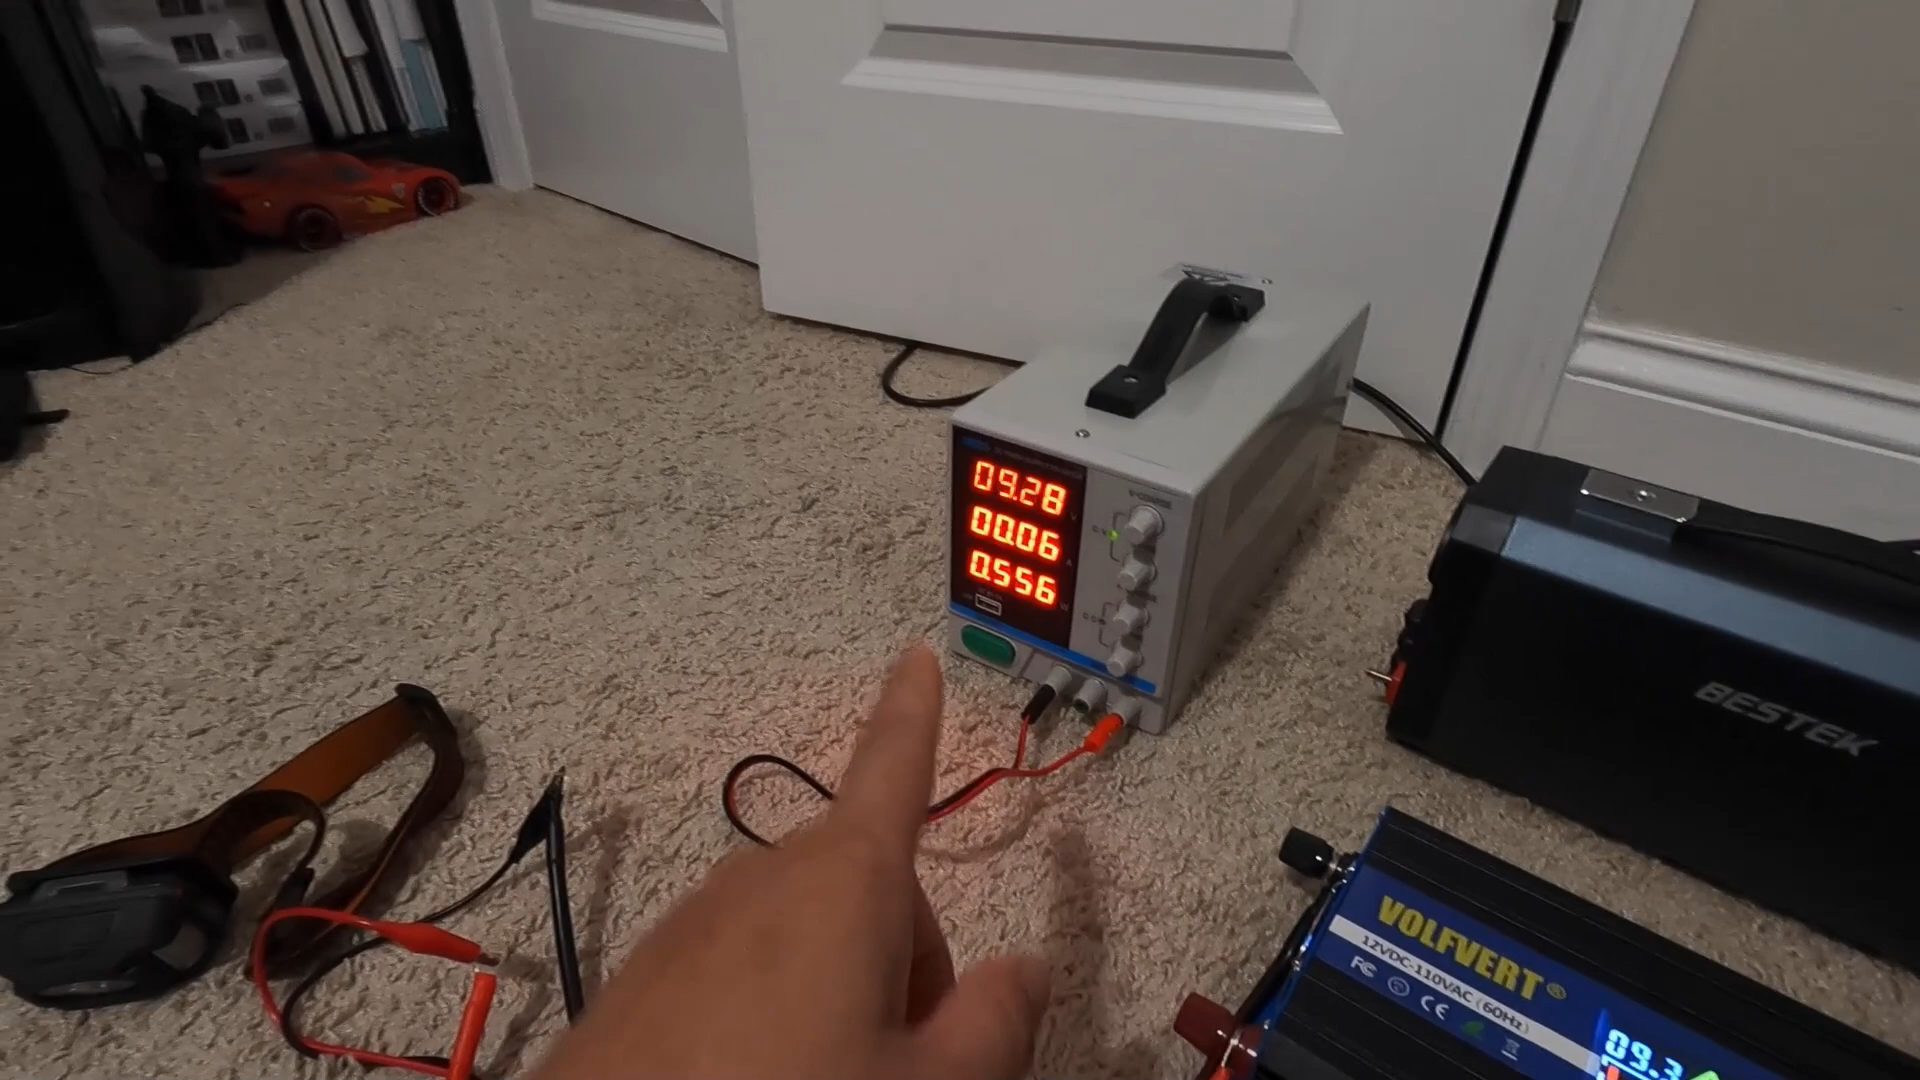 09.28 V
00.06 A
0.556 W
BESTEK
VOLFVERT®
12VDC-110VAC (60Hz)
FC CE
09.3